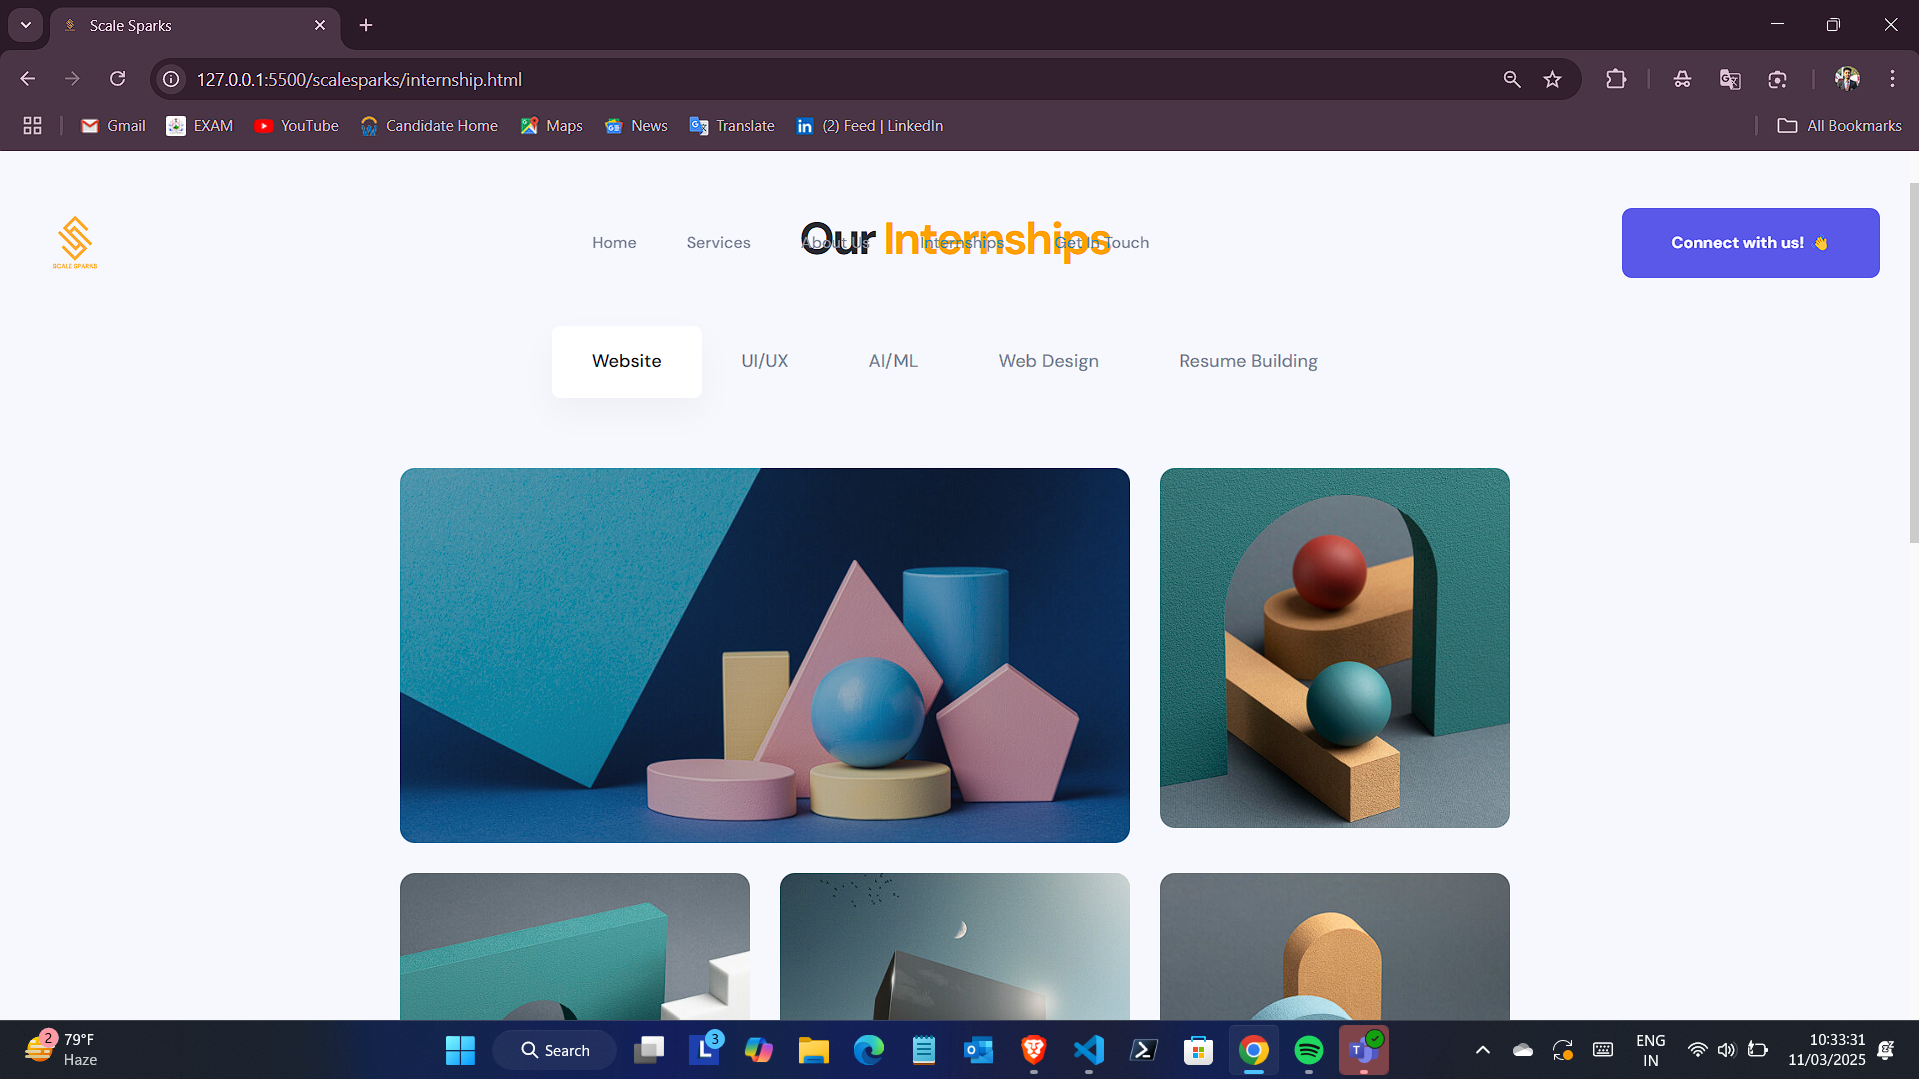 Scale Sparks
127.0.0.1:5500/scalesparks/internship.html
Gmail
EXAM
YouTube
Candidate Home
Maps
News
Translate
(2) Feed | LinkedIn
All Bookmarks
SCALE SPARKS
Home
Services
About Us
Internships
Get In Touch
Our Internships
Connect with us! 👋
Website
UI/UX
AI/ML
Web Design
Resume Building
2
79°F
Haze
Search
L
3
ENG
IN
10:33:31
11/03/2025